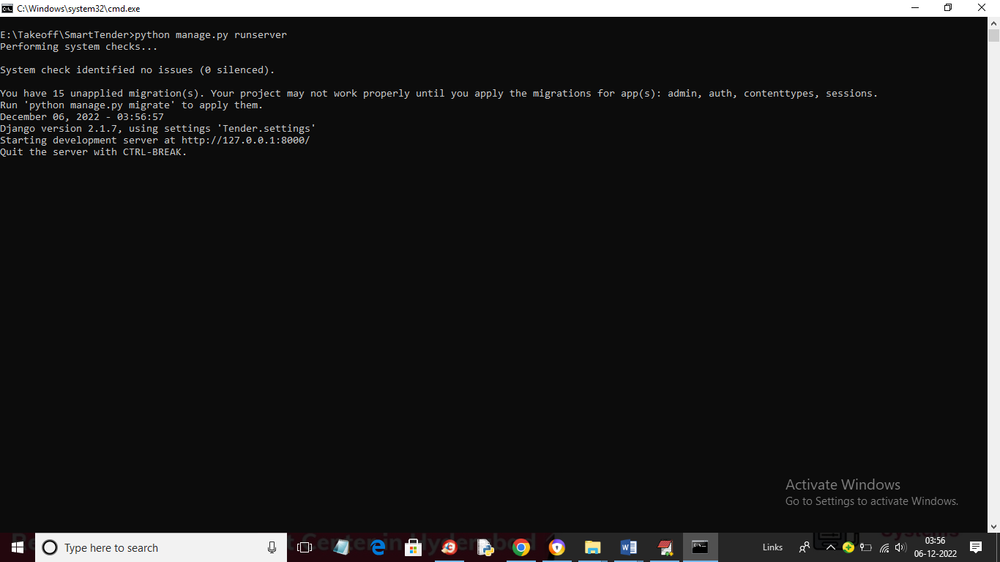 C:\Windows\system32\cmd.exe
E:\Takeoff\SmartTender>python manage.py runserver
Performing system checks...
System check identified no issues (0 silenced).
You have 15 unapplied migration(s). Your project may not work properly until you apply the migrations for app(s): admin, auth, contenttypes, sessions.
Run 'python manage.py migrate' to apply them.
December 06, 2022 - 03:56:57
Django version 2.1.7, using settings 'Tender.settings'
Starting development server at http://127.0.0.1:8000/
Quit the server with CTRL-BREAK.
Activate Windows
Go to Settings to activate Windows.
Type here to search
Center in Hyderabad
Systems
Links
03:56
06-12-2022